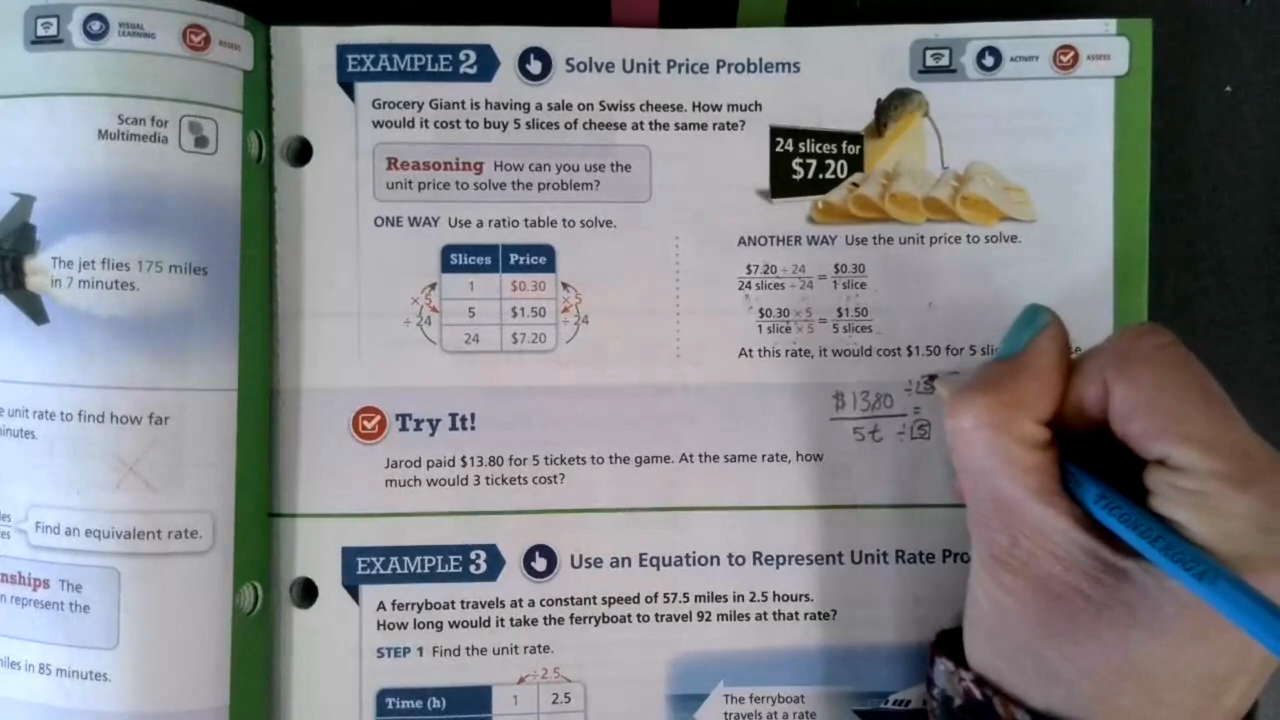 VISUAL LEARNING
ASSESS
Scan for
Multimedia
The jet flies 175 miles
in 7 minutes.
unit rate to find how far
Find an equivalent rate.
The
represent the
in 85 minutes.
EXAMPLE 2 Solve Unit Price Problems
ACTIVITY
ASSESS
Grocery Giant is having a sale on Swiss cheese. How much
would it cost to buy 5 slices of cheese at the same rate?
24 slices for
$7.20
Reasoning How can you use the
unit price to solve the problem?
ONE WAY Use a ratio table to solve.
Slices Price
1 $0.30
× 5 5 $1.50 × 5
÷ 24 ÷ 24
24 $7.20
ANOTHER WAY Use the unit price to solve.
$7.20 ÷ 24 = $0.30
24 slices ÷ 24 1 slice
$0.30 × 5 = $1.50
1 slice × 5 5 slices
At this rate, it would cost $1.50 for 5
Try It!
$13.80 ÷ 5 =
5t ÷ 5
Jarod paid $13.80 for 5 tickets to the game. At the same rate, how
much would 3 tickets cost?
EXAMPLE 3 Use an Equation to Represent Unit Rate
A ferryboat travels at a constant speed of 57.5 miles in 2.5 hours.
How long would it take the ferryboat to travel 92 miles at that rate?
STEP 1 Find the unit rate.
÷2.5
Time (h) 1 2.5
The ferryboat
travels at a rate
TICONDEROGA